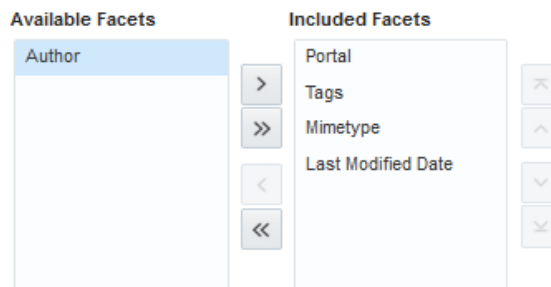 Available Facets
Included Facets
Author
Portal
Tags
Mimetype
Last Modified Date